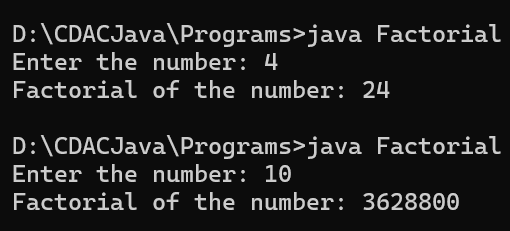 D:\CDACJava\Programs>java Factorial
Enter the number: 4
Factorial of the number: 24
D:\CDACJava\Programs>java Factorial
Enter the number: 10
Factorial of the number: 3628800